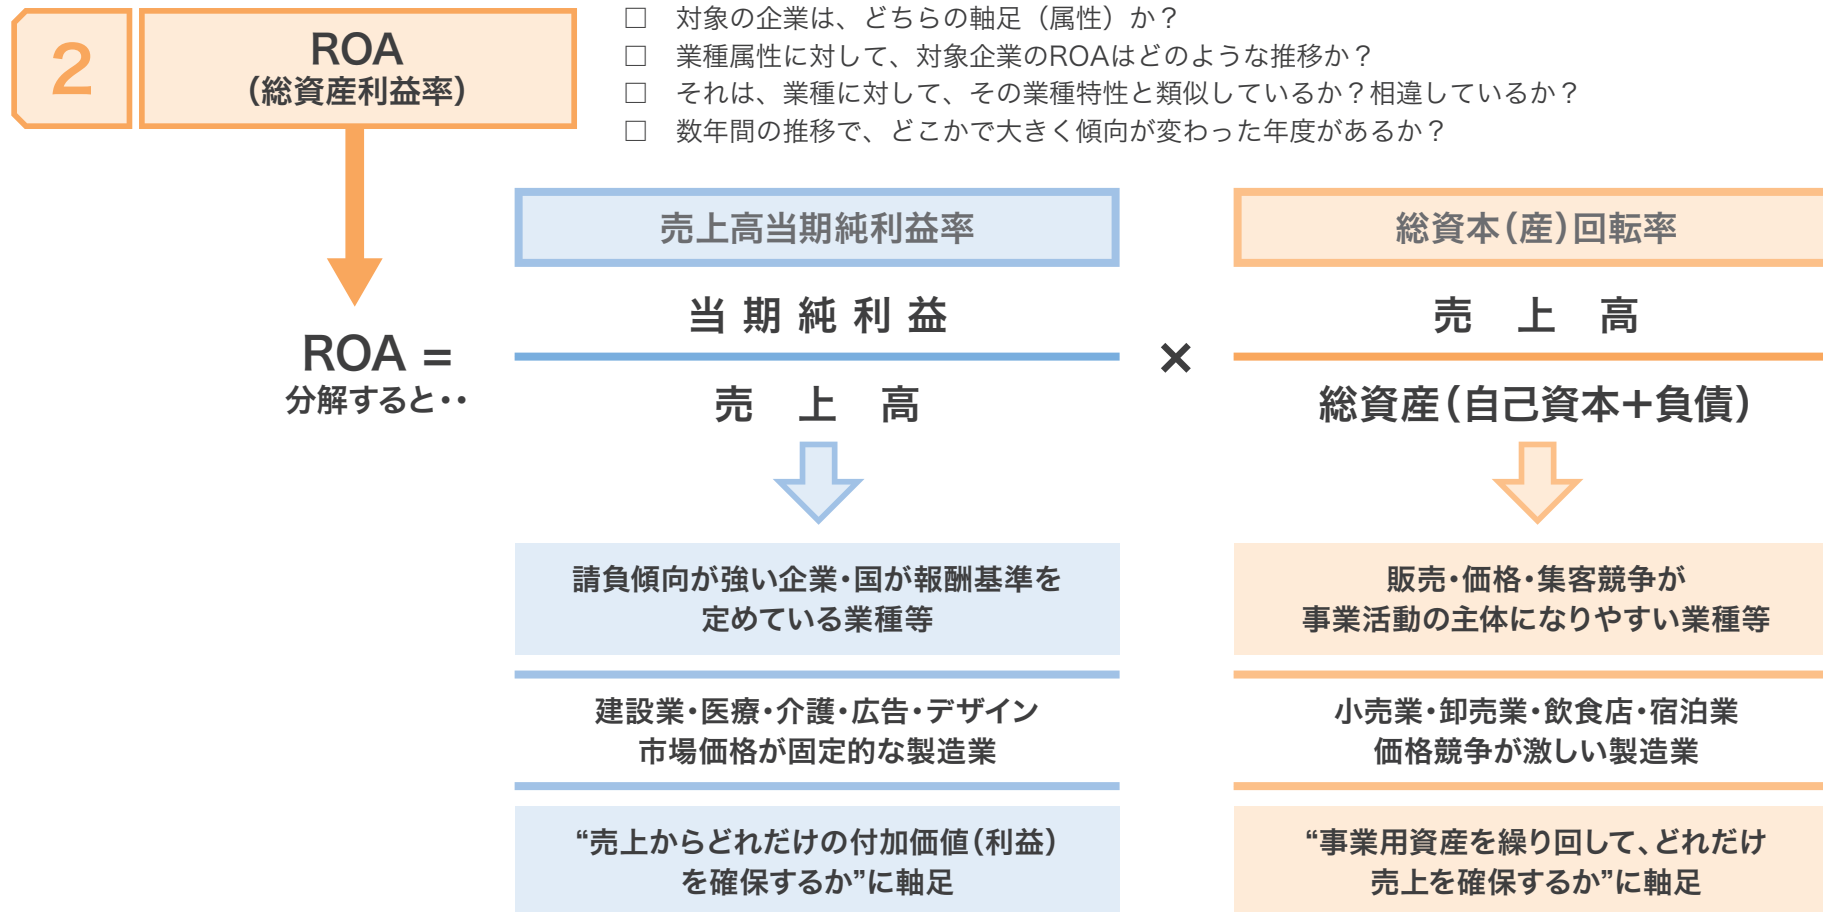 2
ROA
（総資産利益率）
□ 対象の企業は、どちらの軸足（属性）か？
□ 業種属性に対して、対象企業のROAはどのような推移か？
□ それは、業種に対して、その業種特性と類似しているか？相違しているか？
□ 数年間の推移で、どこかで大きく傾向が変わった年度があるか？
売上高当期純利益率
総資本（産）回転率
ROA =
分解すると・・
当期純利益
売上高
×
売上高
総資産（自己資本＋負債）
請負傾向が強い企業・国が報酬基準を
定めている業種等
販売・価格・集客競争が
事業活動の主体になりやすい業種等
建設業・医療・介護・広告・デザイン
市場価格が固定的な製造業
小売業・卸売業・飲食店・宿泊業
価格競争が激しい製造業
“売上からどれだけの付加価値（利益）
を確保するか”に軸足
“事業用資産を繰り回して、どれだけ
売上を確保するか”に軸足